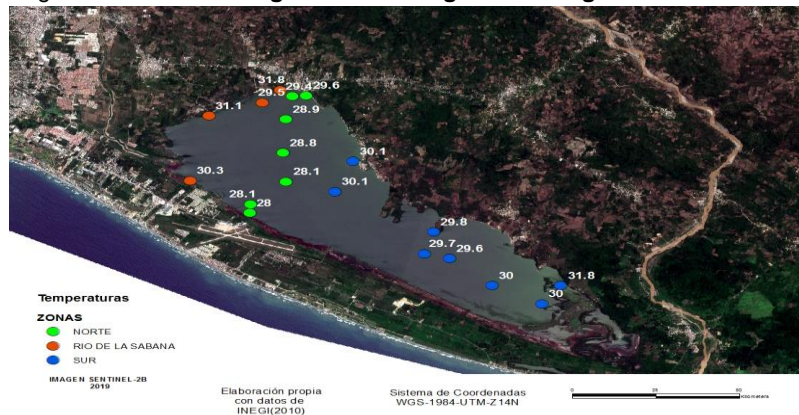 31.8
29.4 29.6
29.5
31.1
28.9
28.8
30.1
28.1
30.1
30.3
28.1
28
29.8
29.7
29.6
30
31.8
30
Temperaturas
ZONAS
NORTE
RIO DE LA SABANA
SUR
IMAGEN SENTINEL-2B
2019
Elaboración propia
con datos de
INEGI(2010)
Sistema de Coordenadas
WGS-1984-UTM-Z14N
0